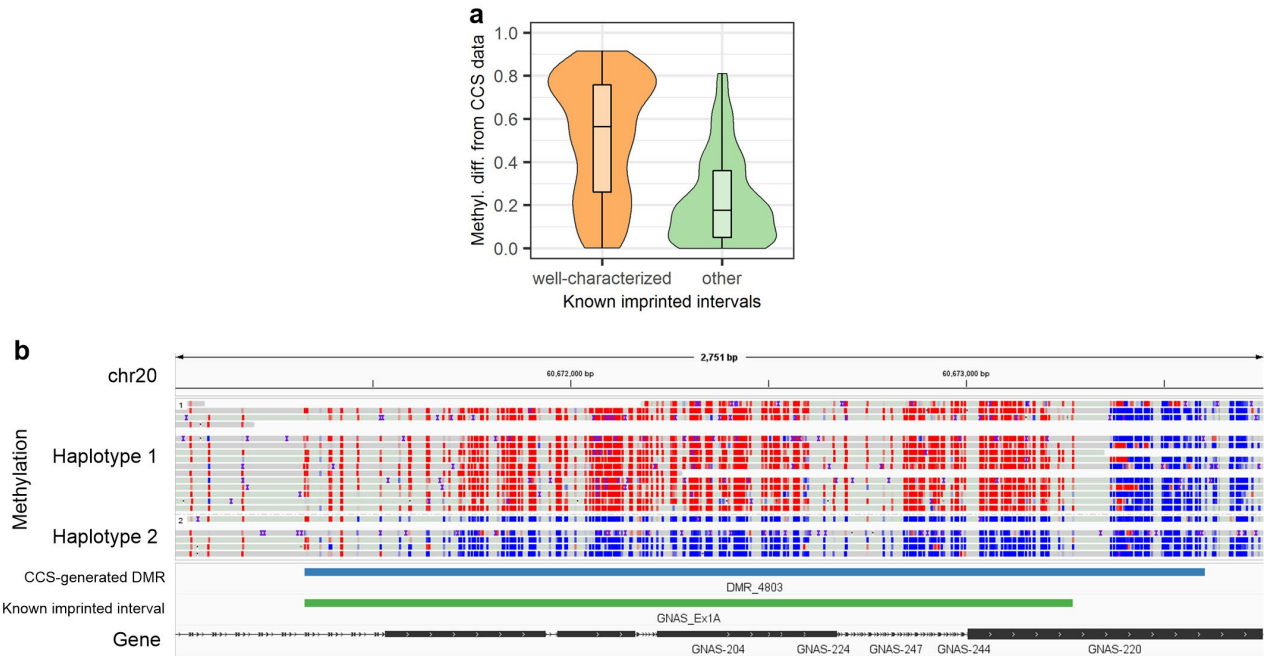 a
Methyl. diff. from CCS data
1.0
0.8
0.6
0.4
0.2
0.0
well-characterized other
Known imprinted intervals
b
2,751 bp
chr20
60,672,000 bp 60,673,000 bp
Methylation
1
Haplotype 1
2
Haplotype 2
CCS-generated DMR
DMR_4803
Known imprinted interval
GNAS_Ex1A
Gene
GNAS-204 GNAS-224 GNAS-247 GNAS-244 GNAS-220